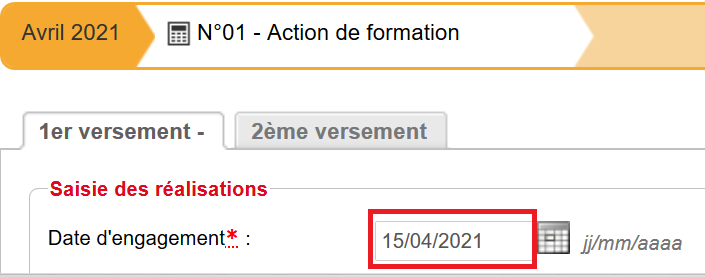 Avril 2021 N°01 - Action de formation
1er versement - 2ème versement
Saisie des réalisations
Date d'engagement* : 15/04/2021 jj/mm/aaaa